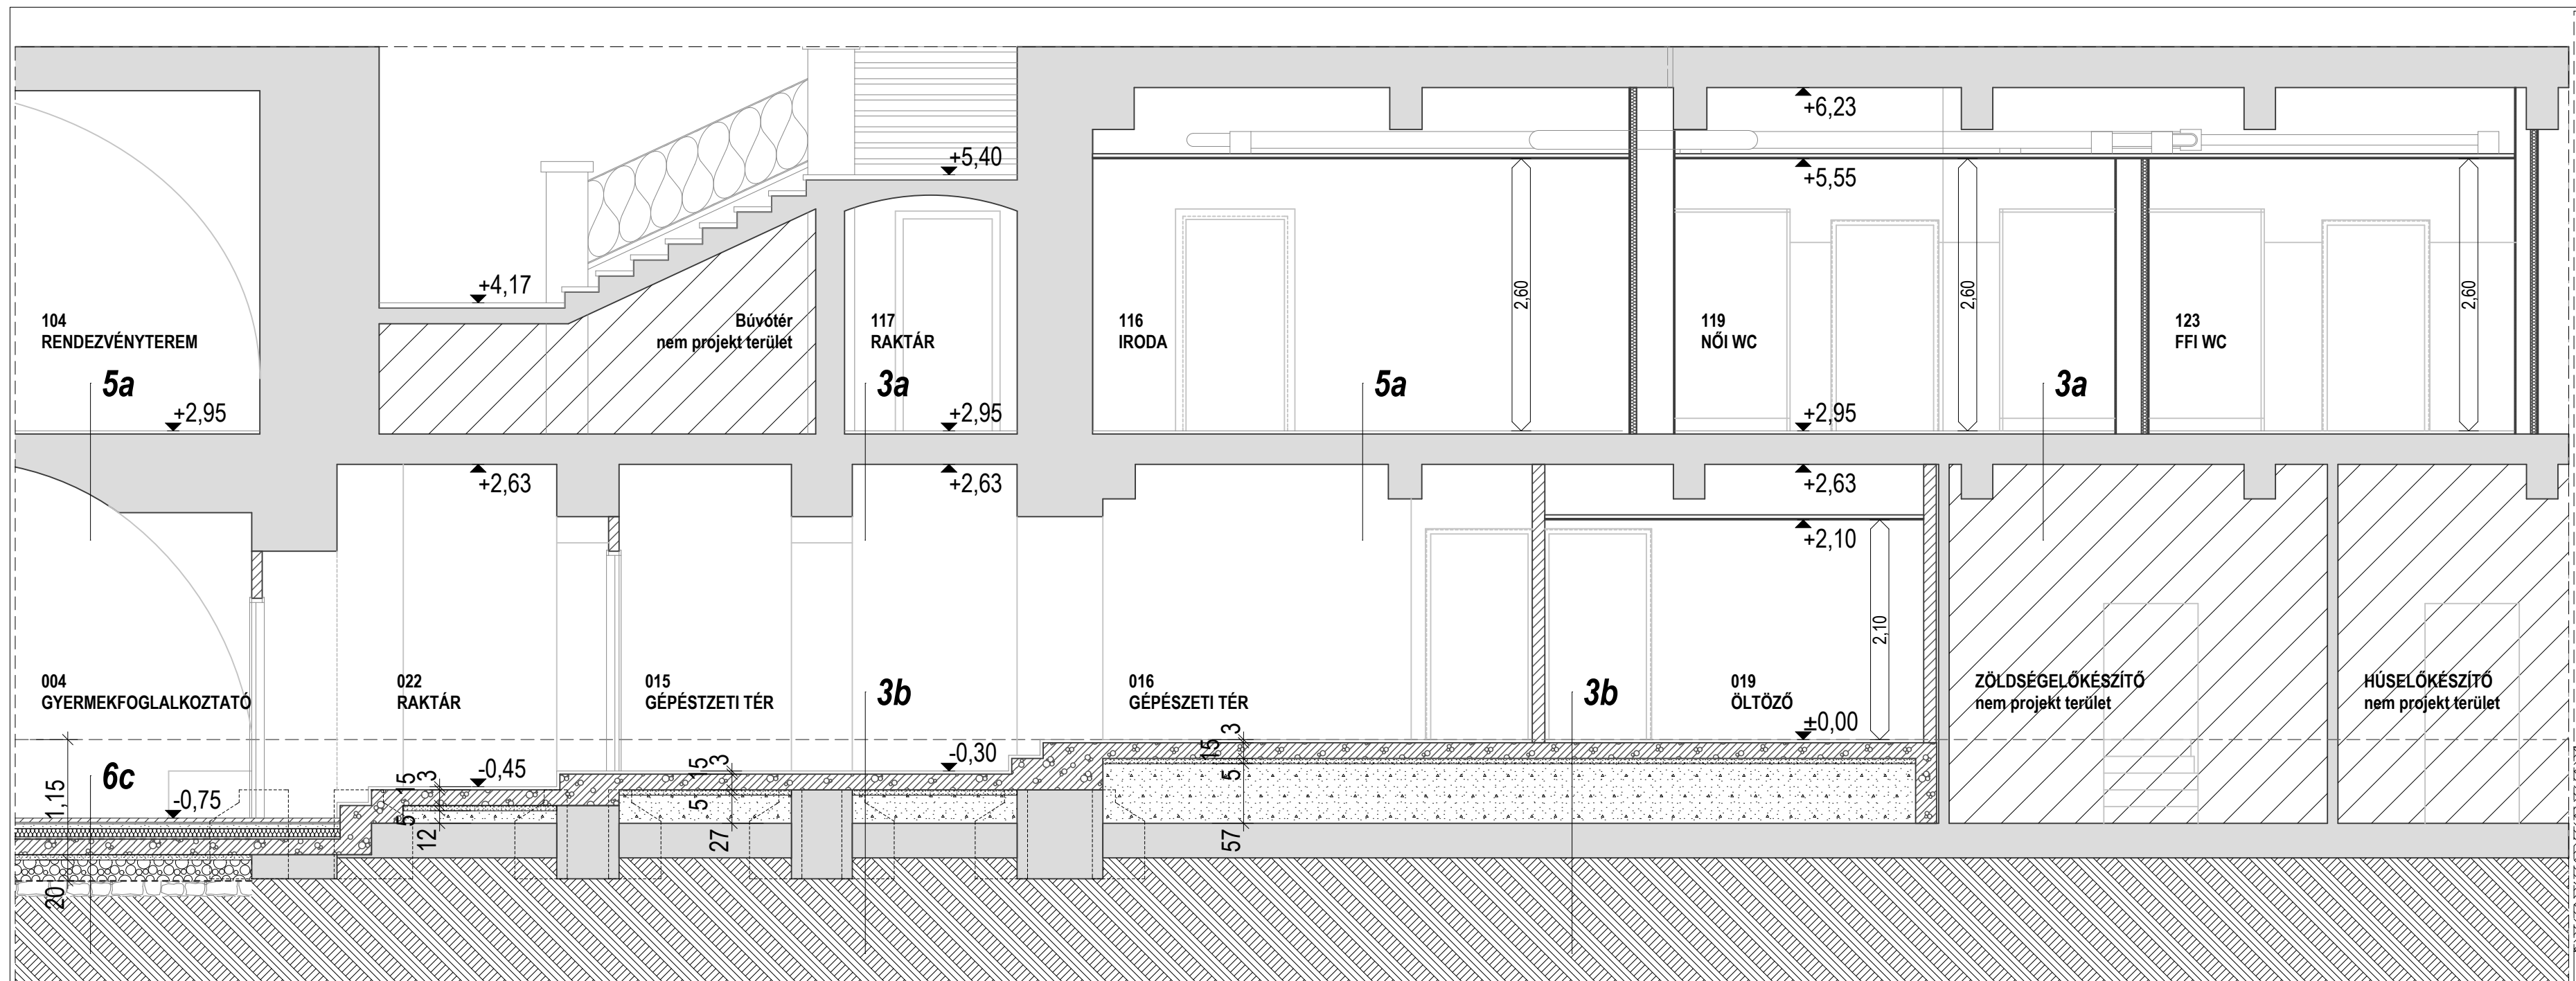 +6,23
+5,40
+5,55
+4,17
2,60
2,60
2,60
104
RENDEZVÉNYTEREM
Búvótér
nem projekt terület
117
RAKTÁR
116
IRODA
119
NŐI WC
123
FFI WC
5a
3a
5a
3a
+2,95
+2,95
+2,95
+2,63
+2,63
+2,63
+2,10
2,10
004
GYERMEKFOGLALKOZTATÓ
022
RAKTÁR
015
GÉPÉSTZETI TÉR
3b
016
GÉPÉSZETI TÉR
3b
019
ÖLTÖZŐ
ZÖLDSÉGELŐKÉSZÍTŐ
nem projekt terület
HÚSELŐKÉSZÍTŐ
nem projekt terület
±0,00
6c
1,15
-0,75
20
15
3
-0,45
5
12
15
3
5
27
-0,30
15
3
5
57